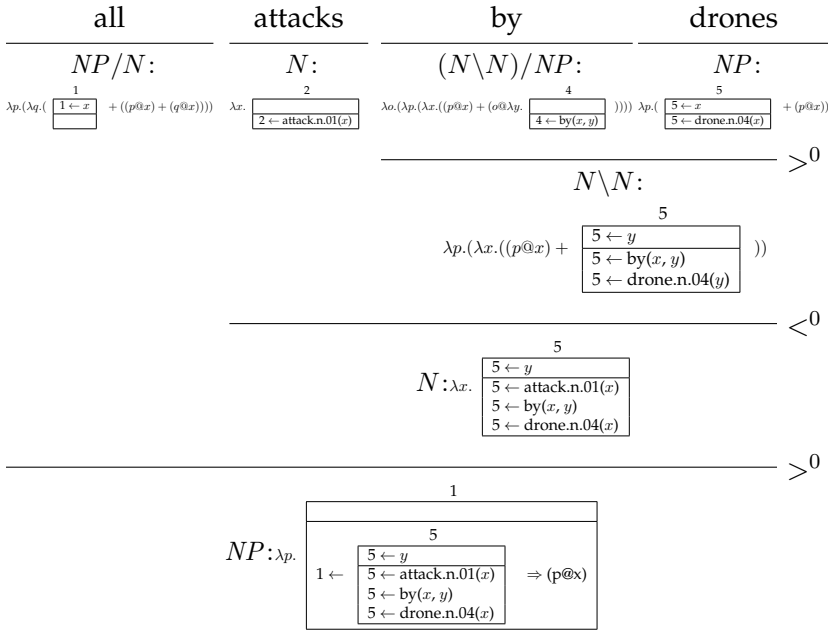 all attacks by drones
NP/N: N: (N\N)/NP: NP:
1 2 4 5
λp.(λq.( 1 ← x + ((p@x) + (q@x)))) λx. 2 ← attack.n.01(x) λo.(λp.(λx.((p@x) + (o@λy. 4 ← by(x, y) )))) λp.( 5 ← x + (p@x))
5 ← drone.n.04(x)
>0
N\N:
5
λp.(λx.((p@x) + 5 ← y ))
5 ← by(x, y)
5 ← drone.n.04(y)
<0
5
N:λx. 5 ← y
5 ← attack.n.01(x)
5 ← by(x, y)
5 ← drone.n.04(x)
>0
1
5
NP:λp. 1 ← 5 ← y ⇒ (p@x)
5 ← attack.n.01(x)
5 ← by(x, y)
5 ← drone.n.04(x)